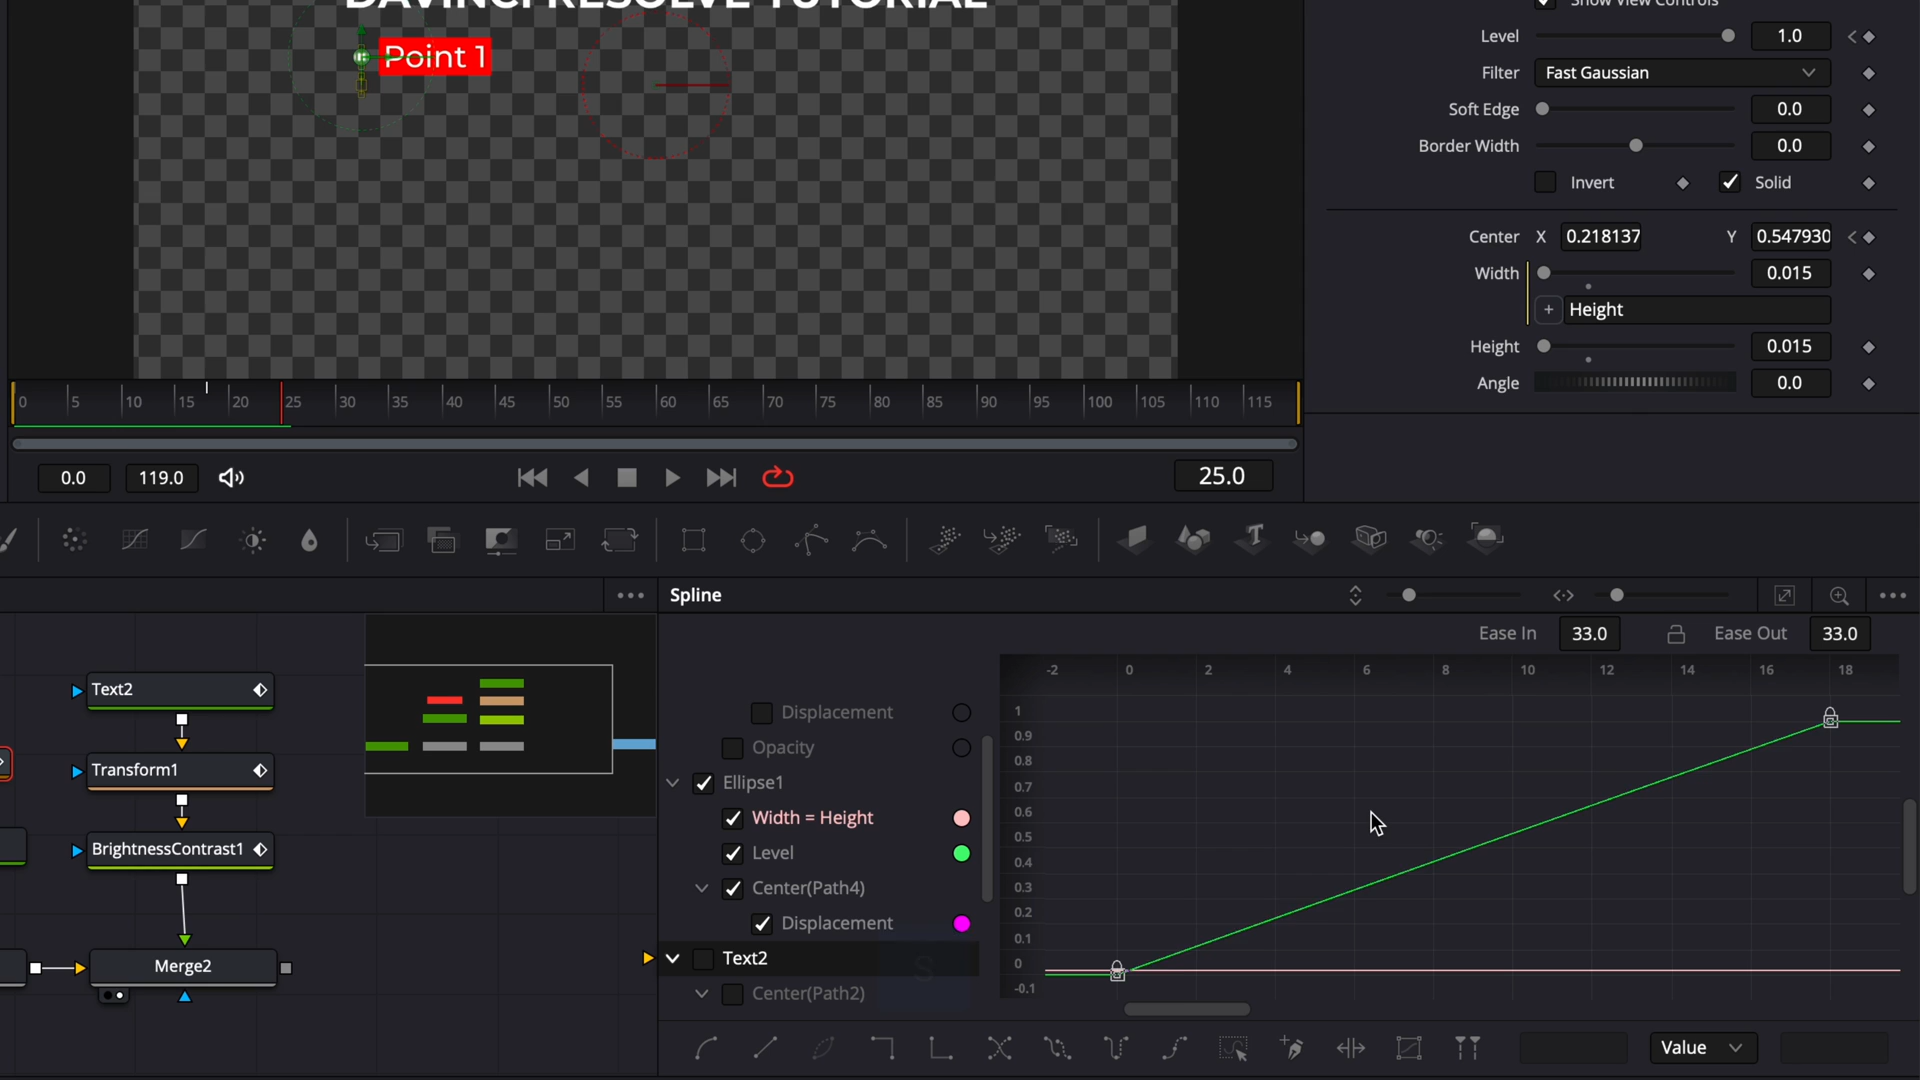 DAVINCI RESOLVE TUTORIAL
Point 1
Show View Controls
Level 1.0
Filter Fast Gaussian
Soft Edge 0.0
Border Width 0.0
Invert Solid
Center X 0.218137 Y 0.547930
Width 0.015
+ Height
Height 0.015
Angle 0.0
0 5 10 15 20 25 30 35 40 45 50 55 60 65 70 75 80 85 90 95 100 105 110 115
0.0 119.0 25.0
Spline
Ease In 33.0 Ease Out 33.0
-2 0 2 4 6 8 10 12 14 16 18
Text2
Transform1
BrightnessContrast1
Merge2
Displacement
Opacity
Ellipse1
Width = Height
Level
Center(Path4)
Displacement
Text2
Center(Path2)
S
1
0.9
0.8
0.7
0.6
0.5
0.4
0.3
0.2
0.1
0
-0.1
T
Value